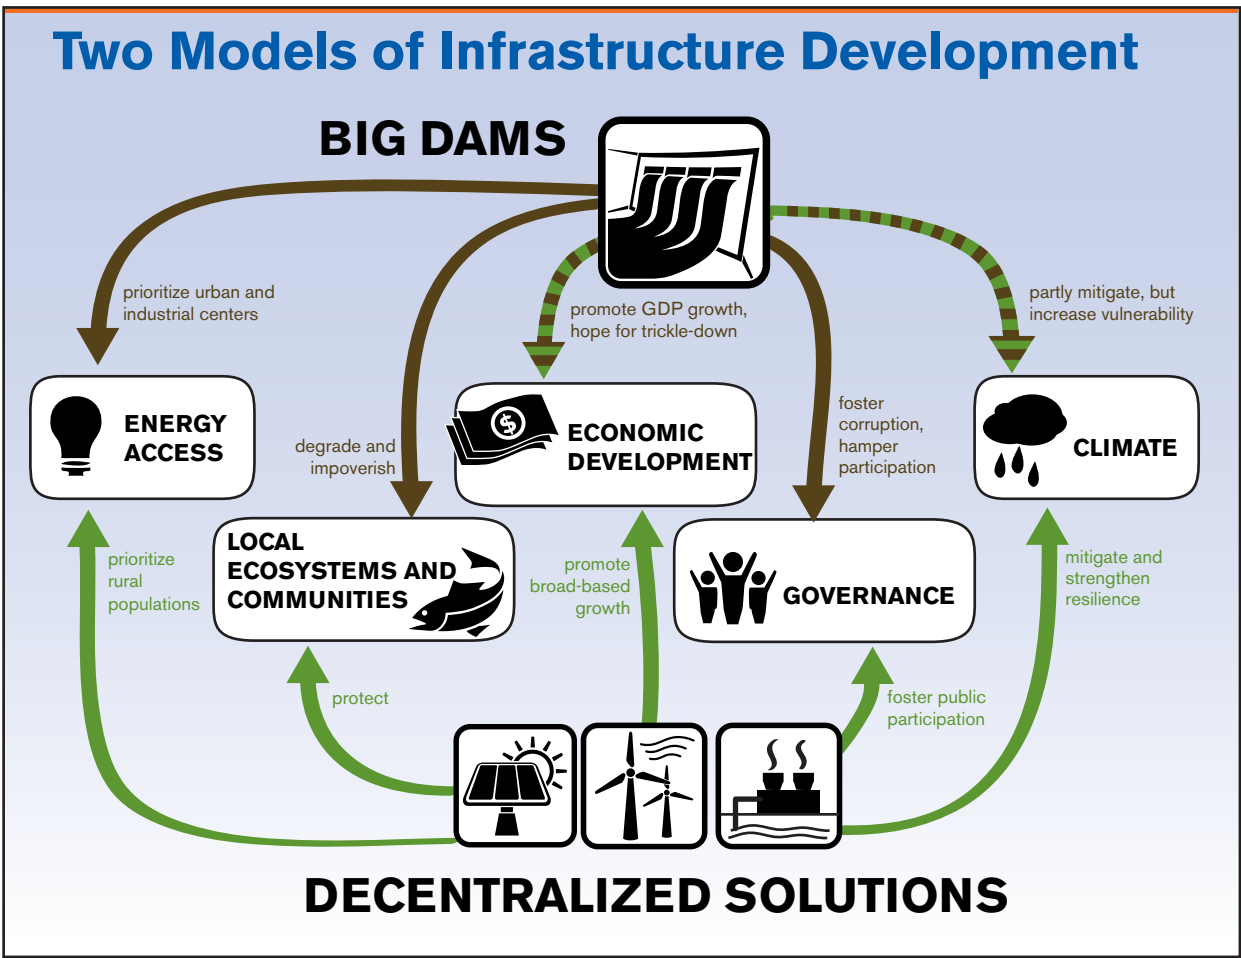 Two Models of Infrastructure Development
BIG DAMS
prioritize urban and
industrial centers
promote GDP growth,
hope for trickle-down
partly mitigate, but
increase vulnerability
degrade and
impoverish
foster
corruption,
hamper
participation
ENERGY
ACCESS
$
ECONOMIC
DEVELOPMENT
CLIMATE
LOCAL
ECOSYSTEMS AND
COMMUNITIES
GOVERNANCE
prioritize
rural
populations
promote
broad-based
growth
mitigate and
strengthen
resilience
protect
foster public
participation
DECENTRALIZED SOLUTIONS